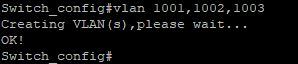 Switch_config#vlan 1001,1002,1003
Creating VLAN(s),please wait...
OK!
Switch_config#